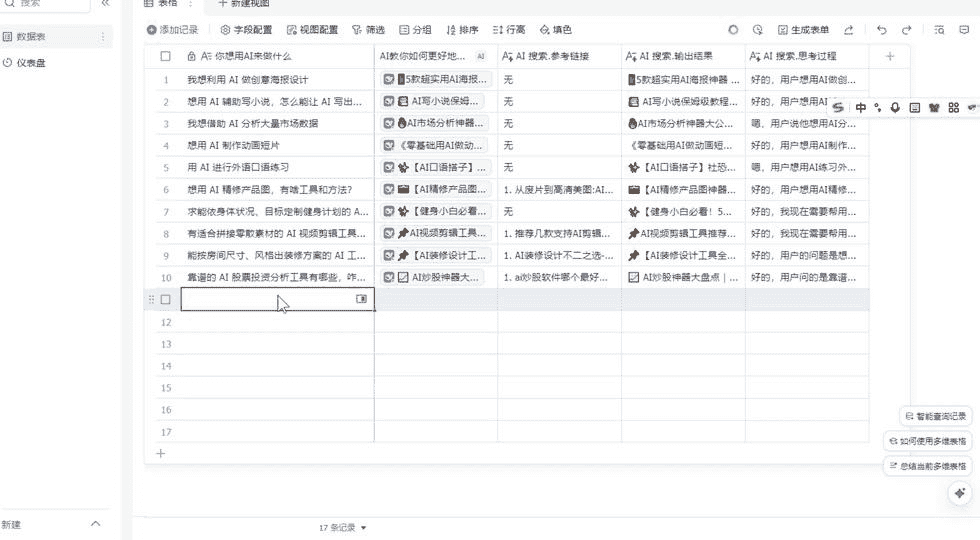 搜索
表格
新建视图
数据表
仪表盘
添加记录 字段配置 视图配置 筛选 分组 排序 行高 填色 生成表单
你想用AI来做什么 AI教你如何更好地... AI AI 搜索.参考链接 AI 搜索.输出结果 AI 搜索.思考过程
1 我想利用 AI 做创意海报设计 5款超实用AI海报... 无 5款超实用AI海报神器 ... 好的，用户想用AI做创...
2 想用 AI 辅助写小说，怎么能让 AI 写出... AI写小说保姆... 无 AI写小说保姆级教程... 好的，用户想用AI
中
3 我想借助 AI 分析大量市场数据 AI市场分析神器... 无 AI市场分析神器大公... 嗯，用户说他想用AI分...
4 想用 AI 制作动画短片 《零基础用AI做动... 无 《零基础用AI做动画短... 好的，用户想用AI制作...
5 用 AI 进行外语口语练习 【AI口语搭子】... 无 【AI口语搭子】社恐... 嗯，用户想用AI练习外...
6 想用 AI 精修产品图，有啥工具和方法？ 【AI精修产品图... 1. 从废片到高清美图:AI... 【AI精修产品图神器... 好的，用户想用AI精修...
7 求能依身体状况、目标定制健身计划的 A... 【健身小白必看... 无 【健身小白必看！5... 好的，我现在需要帮用...
8 有适合拼接零散素材的 AI 视频剪辑工具... AI视频剪辑工具... 1. 推荐几款支持AI剪辑... AI视频剪辑工具推荐... 好的，我现在需要帮用...
9 能按房间尺寸、风格出装修方案的 AI 工... 【AI装修设计工... 1. AI装修设计不二之选-... 【AI装修设计工具全... 好的，用户的问题是想...
10 靠谱的 AI 股票投资分析工具有哪些，咋... AI炒股神器大... 1. ai炒股软件哪个最好... AI炒股神器大盘点｜... 好的，用户问的是靠谱...
12
13
14
15
16
17
智能查询记录
如何使用多维表格
总结当前多维表格
新建
17 条记录